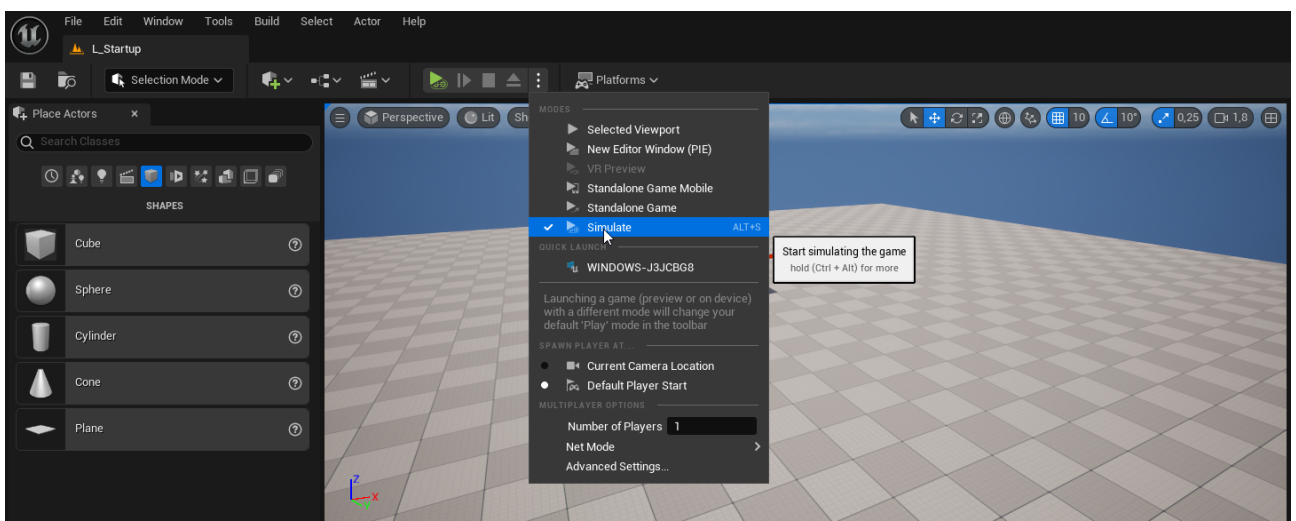 File Edit Window Tools Build Select Actor Help
L_Startup
Selection Mode
Platforms
Place Actors ×
Search Classes
SHAPES
Cube
Sphere
Cylinder
Cone
Plane
Perspective Lit Sh
10 10° 0,25 1,8
MODES
Selected Viewport
New Editor Window (PIE)
VR Preview
Standalone Game Mobile
Standalone Game
Simulate ALT+S
QUICK LAUNCH
WINDOWS-J3JCBG8
Launching a game (preview or on device)
with a different mode will change your
default 'Play' mode in the toolbar
SPAWN PLAYER AT...
Current Camera Location
Default Player Start
MULTIPLAYER OPTIONS
Number of Players 1
Net Mode
Advanced Settings...
Start simulating the game
hold (Ctrl + Alt) for more
Z
X